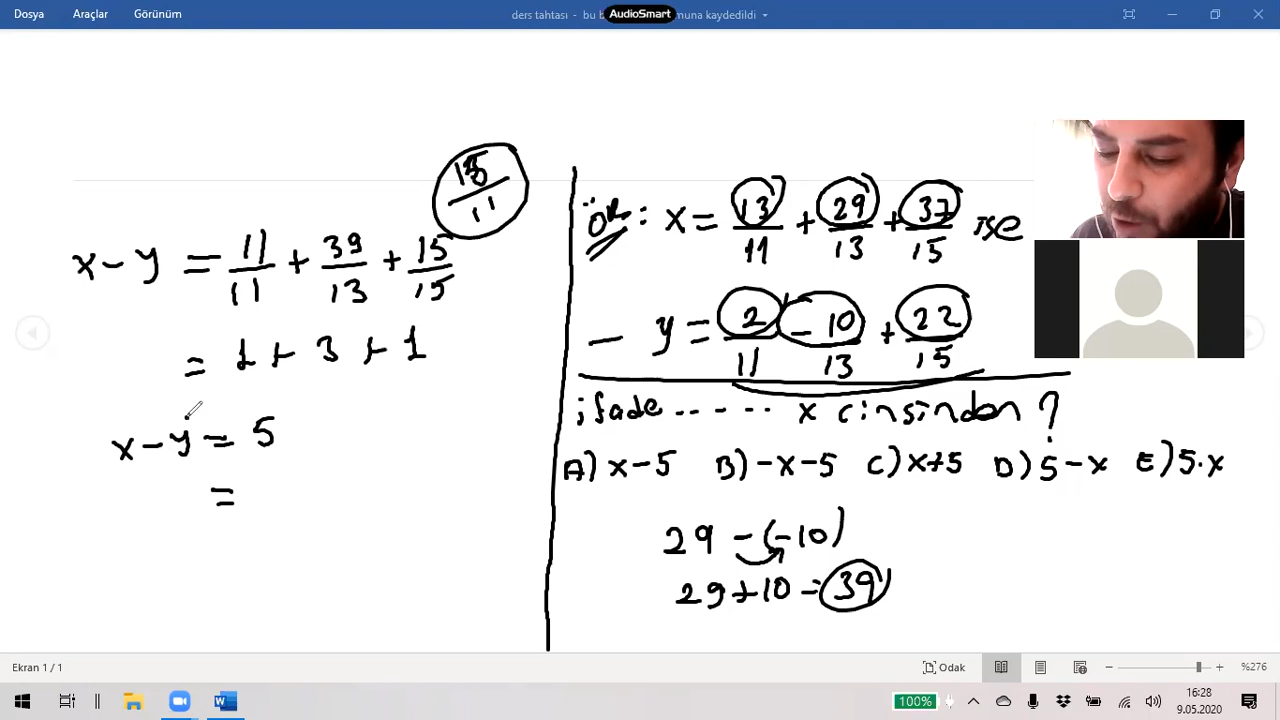 Dosya Araçlar Görünüm
ders tahtası - bu b muna kaydedildi
AudioSmart
15/11
x - y = 11/11 + 39/13 + 15/15
= 1 + 3 + 1
x - y = 5
=
ÖR: x = 13/11 + 29/13 + 37/15 ise
- y = 2/11 - 10/13 + 22/15
ifade ...... x cinsinden ?
A) x-5 B) -x-5 C) x+5 D) 5-x E) 5.x
29 - (-10)
29 + 10 = 39
Ekran 1 / 1
Odak
%276
100%
16:28
9.05.2020